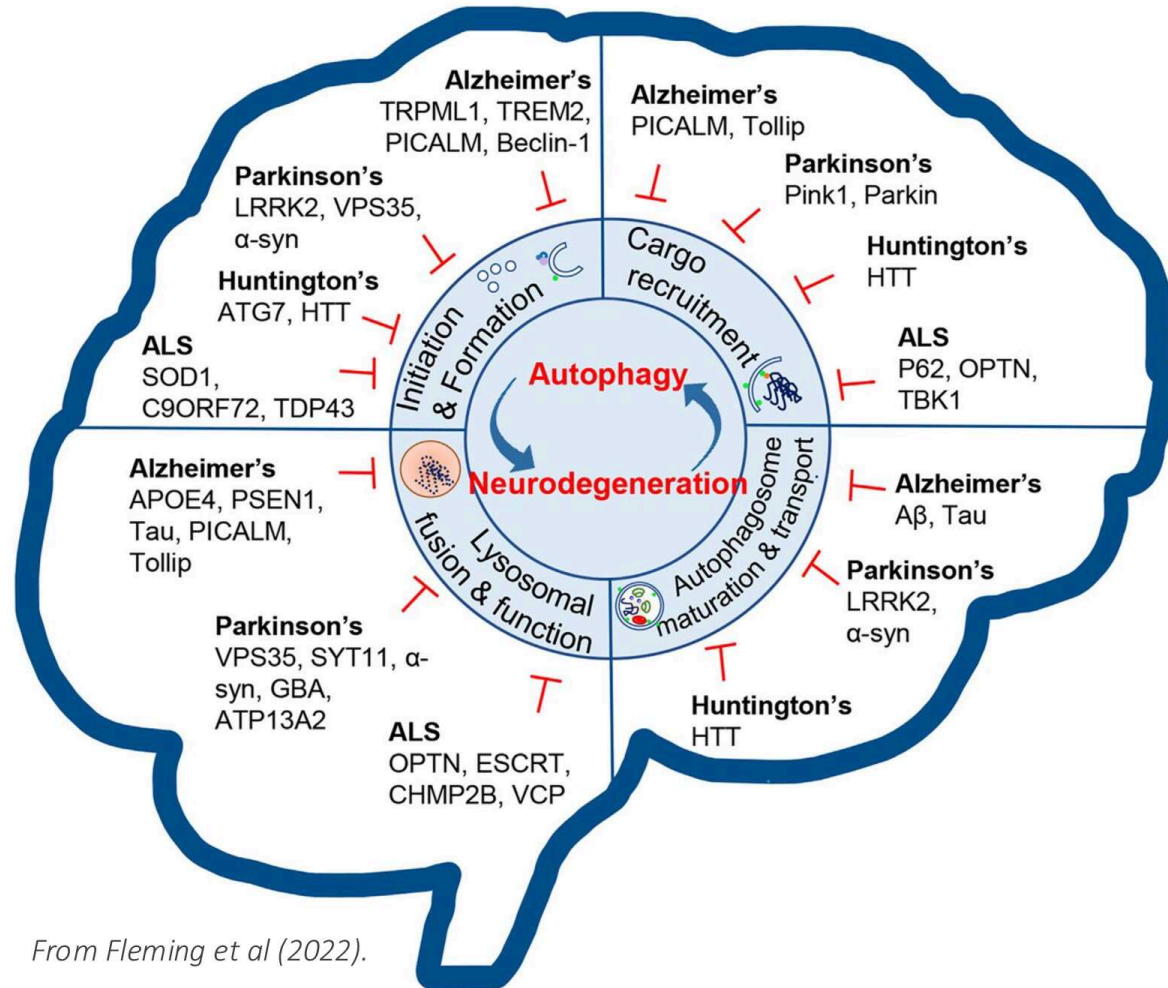 Alzheimer's
TRPML1, TREM2,
PICALM, Beclin-1
Parkinson's
LRRK2, VPS35,
α-syn
Huntington's
ATG7, HTT
ALS
SOD1,
C9ORF72, TDP43
Initiation
& Formation
Alzheimer's
PICALM, Tollip
Parkinson's
Pink1, Parkin
Huntington's
HTT
ALS
P62, OPTN,
TBK1
Cargo
recruitment
Autophagy
Neurodegeneration
Alzheimer's
APOE4, PSEN1,
Tau, PICALM,
Tollip
Parkinson's
VPS35, SYT11, α-
syn, GBA,
ATP13A2
ALS
OPTN, ESCRT,
CHMP2B, VCP
Lysosomal
fusion & function
Autophagosome
maturation & transport
Alzheimer's
Aβ, Tau
Parkinson's
LRRK2,
α-syn
Huntington's
HTT
From Fleming et al (2022).